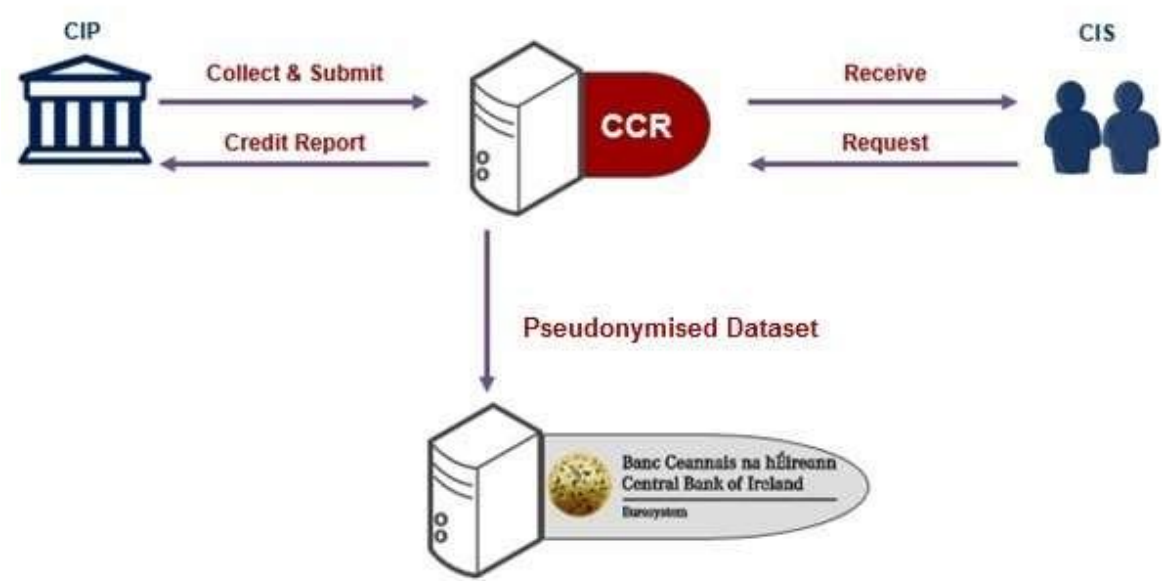 CIP
CIS
Collect & Submit
Receive
CCR
Credit Report
Request
Pseudonymised Dataset
Banc Ceannais na hÉireann
Central Bank of Ireland
Eurosystem